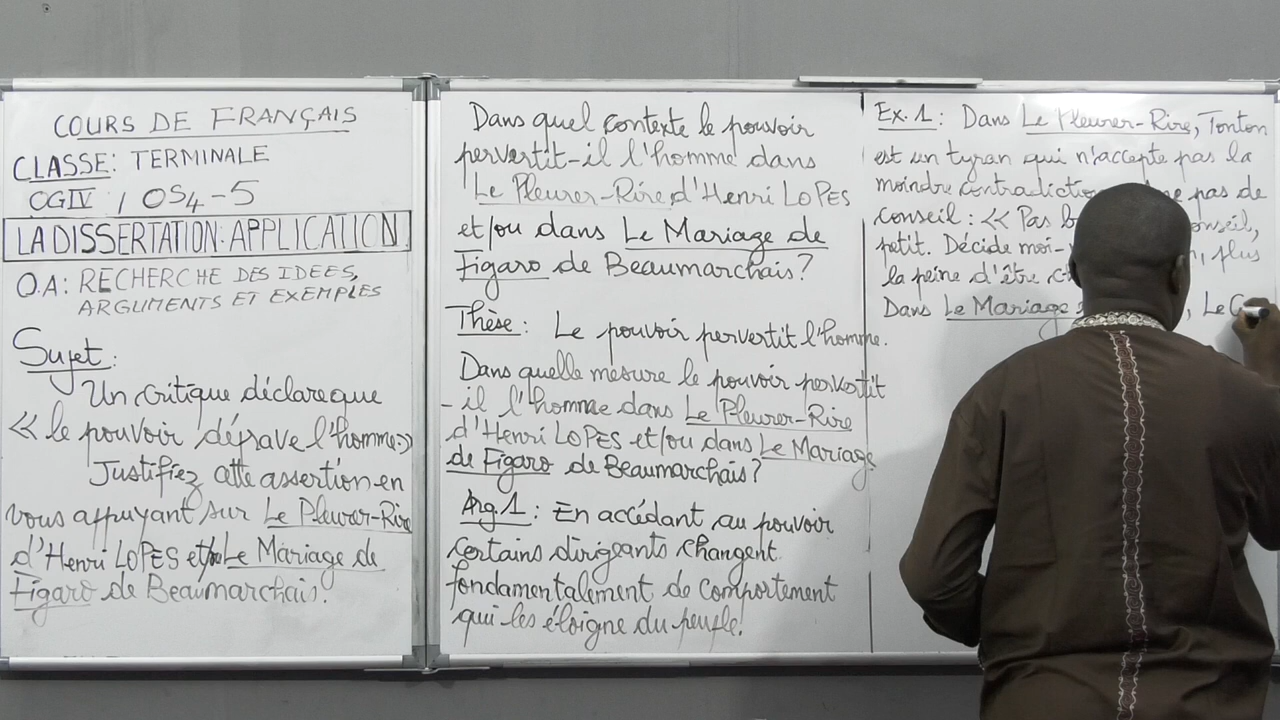 COURS DE FRANÇAIS
CLASSE: TERMINALE
CGIV / OS4-5
LA DISSERTATION: APPLICATION
O.A: RECHERCHE DES IDEES,
ARGUMENTS ET EXEMPLES
Sujet:
Un critique déclare que
« le pouvoir déprave l'homme»
Justifiez cette assertion en
vous appuyant sur Le Pleurer-Rire
d'Henri LOPES et/ou Le Mariage de
Figaro de Beaumarchais.
Dans quel contexte le pouvoir
pervertit-il l'homme dans
Le Pleurer-Rire d'Henri LOPES
et/ou dans Le Mariage de
Figaro de Beaumarchais?
Thèse: Le pouvoir pervertit l'homme.
Dans quelle mesure le pouvoir pervertit
-il l'homme dans Le Pleurer-Rire
d'Henri LOPES et/ou dans Le Mariage
de Figaro de Beaumarchais?
Arg.1: En accédant au pouvoir
certains dirigeants changent
fondamentalement de comportement
qui les éloigne du peuple.
Ex.1: Dans Le Pleurer-Rire, Tonton
est un tyran qui n'accepte pas la
moindre pas de
conseil: « Pas
petit. Décide moi- plus
la peine d'être
Dans Le Mariage , Le